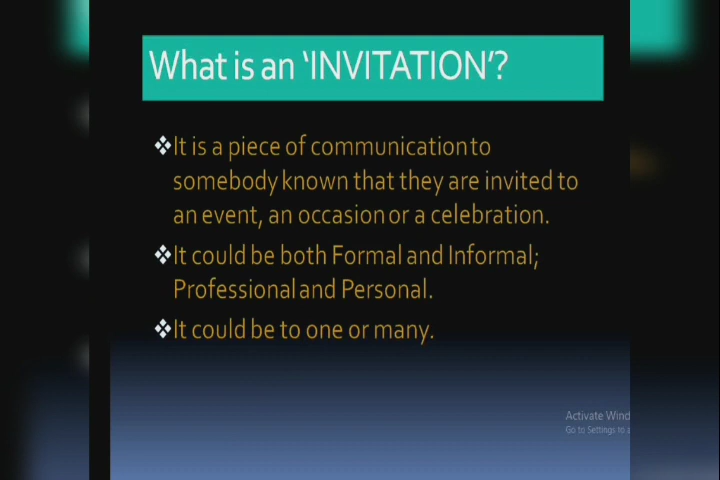 What is an ‘INVITATION’?
❖It is a piece of communication to
somebody known that they are invited to
an event, an occasion or a celebration.
❖It could be both Formal and Informal;
Professional and Personal.
❖It could be to one or many.
Activate Wind
Go to Settings to a